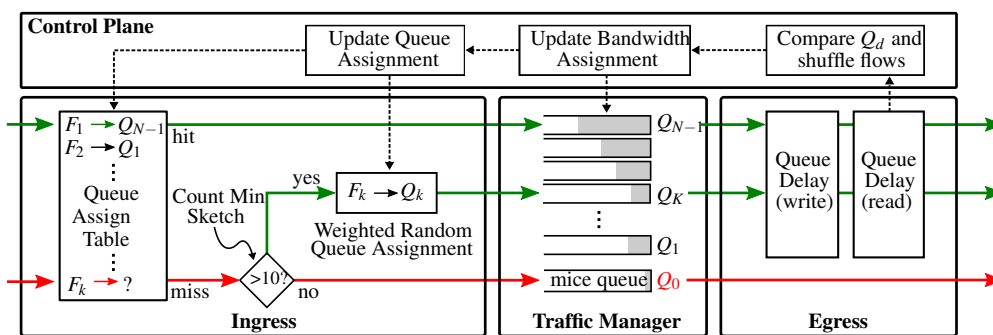 Control Plane
Update Queue
Assignment
Update Bandwidth
Assignment
Compare Q_d and
shuffle flows
F_1 → Q_{N−1}
F_2 → Q_1
⋮
Queue
Assign
Table
⋮
F_k → ?
hit
miss
Count Min
Sketch
>10?
yes
no
F_k → Q_k
Weighted Random
Queue Assignment
Ingress
Q_{N−1}
Q_K
⋮
Q_1
mice queue
Q_0
Traffic Manager
Queue
Delay
(write)
Queue
Delay
(read)
Egress